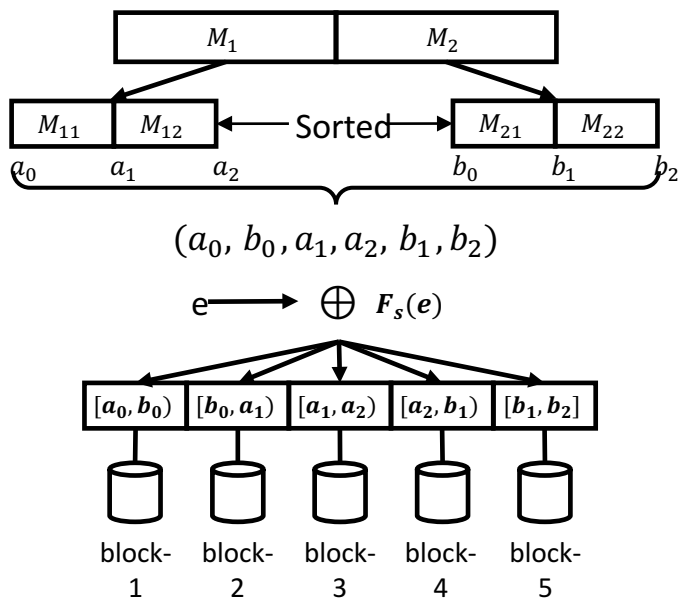 M₁ M₂
M₁₁ M₁₂ Sorted M₂₁ M₂₂
a₀ a₁ a₂ b₀ b₁ b₂
(a₀, b₀, a₁, a₂, b₁, b₂)
e ⊕ Fₛ(e)
[a₀, b₀) [b₀, a₁) [a₁, a₂) [a₂, b₁) [b₁, b₂]
block-1 block-2 block-3 block-4 block-5